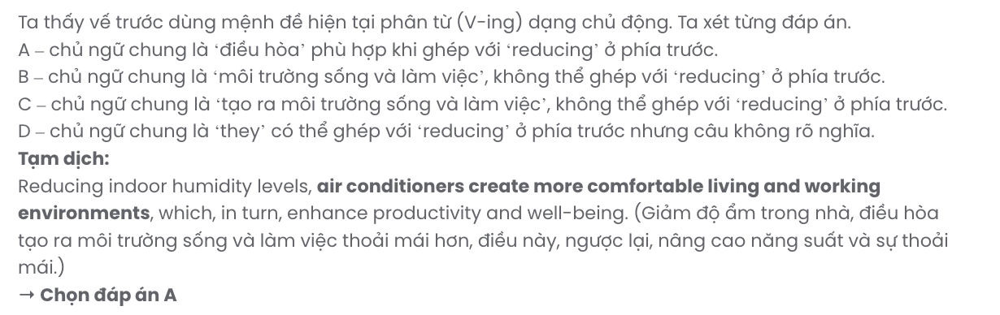 Ta thấy vế trước dùng mệnh đề hiện tại phân từ (V-ing) dạng chủ động. Ta xét từng đáp án.
A – chủ ngữ chung là ‘điều hòa’ phù hợp khi ghép với ‘reducing’ ở phía trước.
B – chủ ngữ chung là ‘môi trường sống và làm việc’, không thể ghép với ‘reducing’ ở phía trước.
C – chủ ngữ chung là ‘tạo ra môi trường sống và làm việc’, không thể ghép với ‘reducing’ ở phía trước.
D – chủ ngữ chung là ‘they’ có thể ghép với ‘reducing’ ở phía trước nhưng câu không rõ nghĩa.
Tạm dịch:
Reducing indoor humidity levels, air conditioners create more comfortable living and working
environments, which, in turn, enhance productivity and well-being. (Giảm độ ẩm trong nhà, điều hòa
tạo ra môi trường sống và làm việc thoải mái hơn, điều này, ngược lại, nâng cao năng suất và sự thoải
mái.)
→ Chọn đáp án A